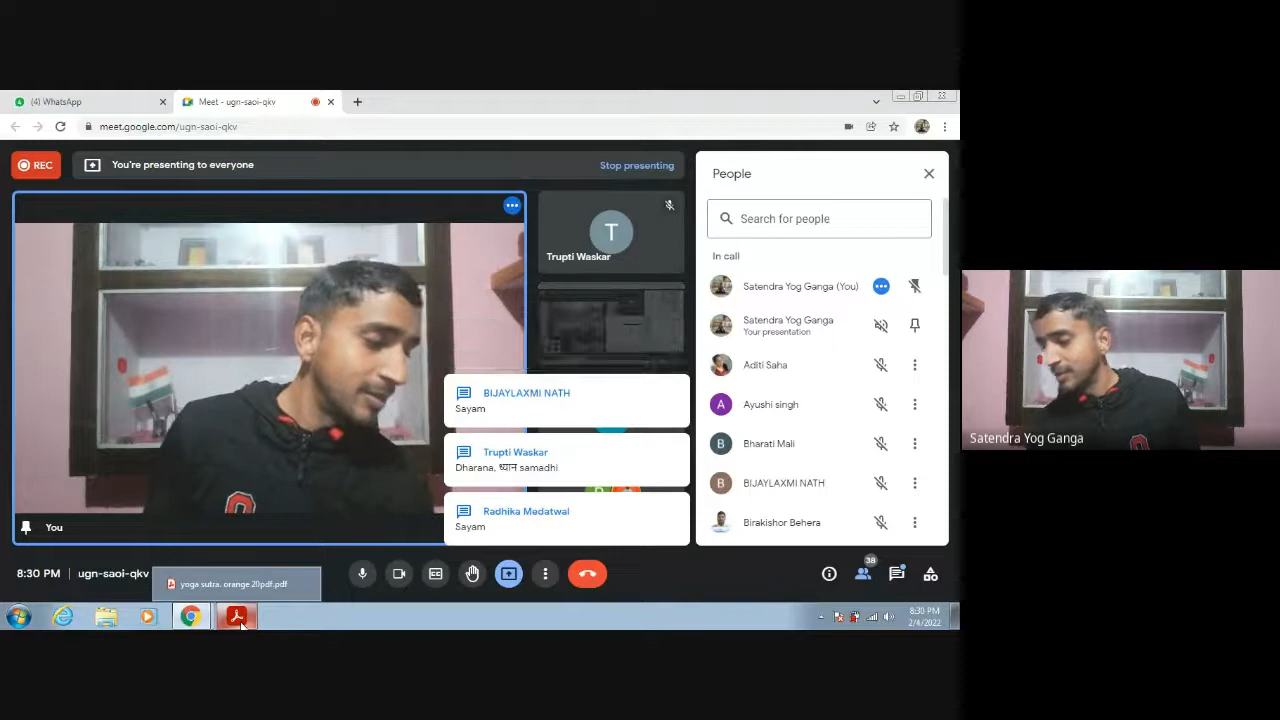 (4) WhatsApp
Meet - ugn-saoi-qkv
meet.google.com/ugn-saoi-qkv
REC
You're presenting to everyone
Stop presenting
T
Trupti Waskar
BIJAYLAXMI NATH
Sayam
Trupti Waskar
Dharana, ध्यान samadhi
Radhika Medatwal
Sayam
You
People
Search for people
In call
Satendra Yog Ganga (You)
Satendra Yog Ganga
Your presentation
Aditi Saha
A
Ayushi singh
B
Bharati Mali
B
BIJAYLAXMI NATH
Birakishor Behera
8:30 PM
ugn-saoi-qkv
yoga sutra. orange 20pdf.pdf
38
8:30 PM
2/4/2022
Satendra Yog Ganga